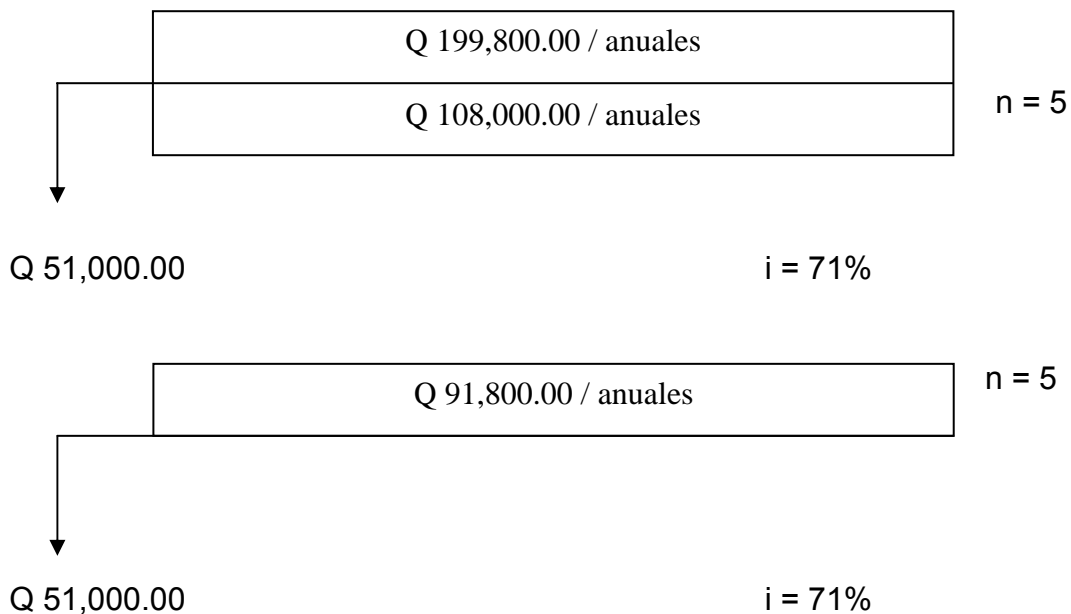 Q 199,800.00 / anuales
n = 5
Q 108,000.00 / anuales
Q 51,000.00
i = 71%
Q 91,800.00 / anuales
n = 5
Q 51,000.00
i = 71%